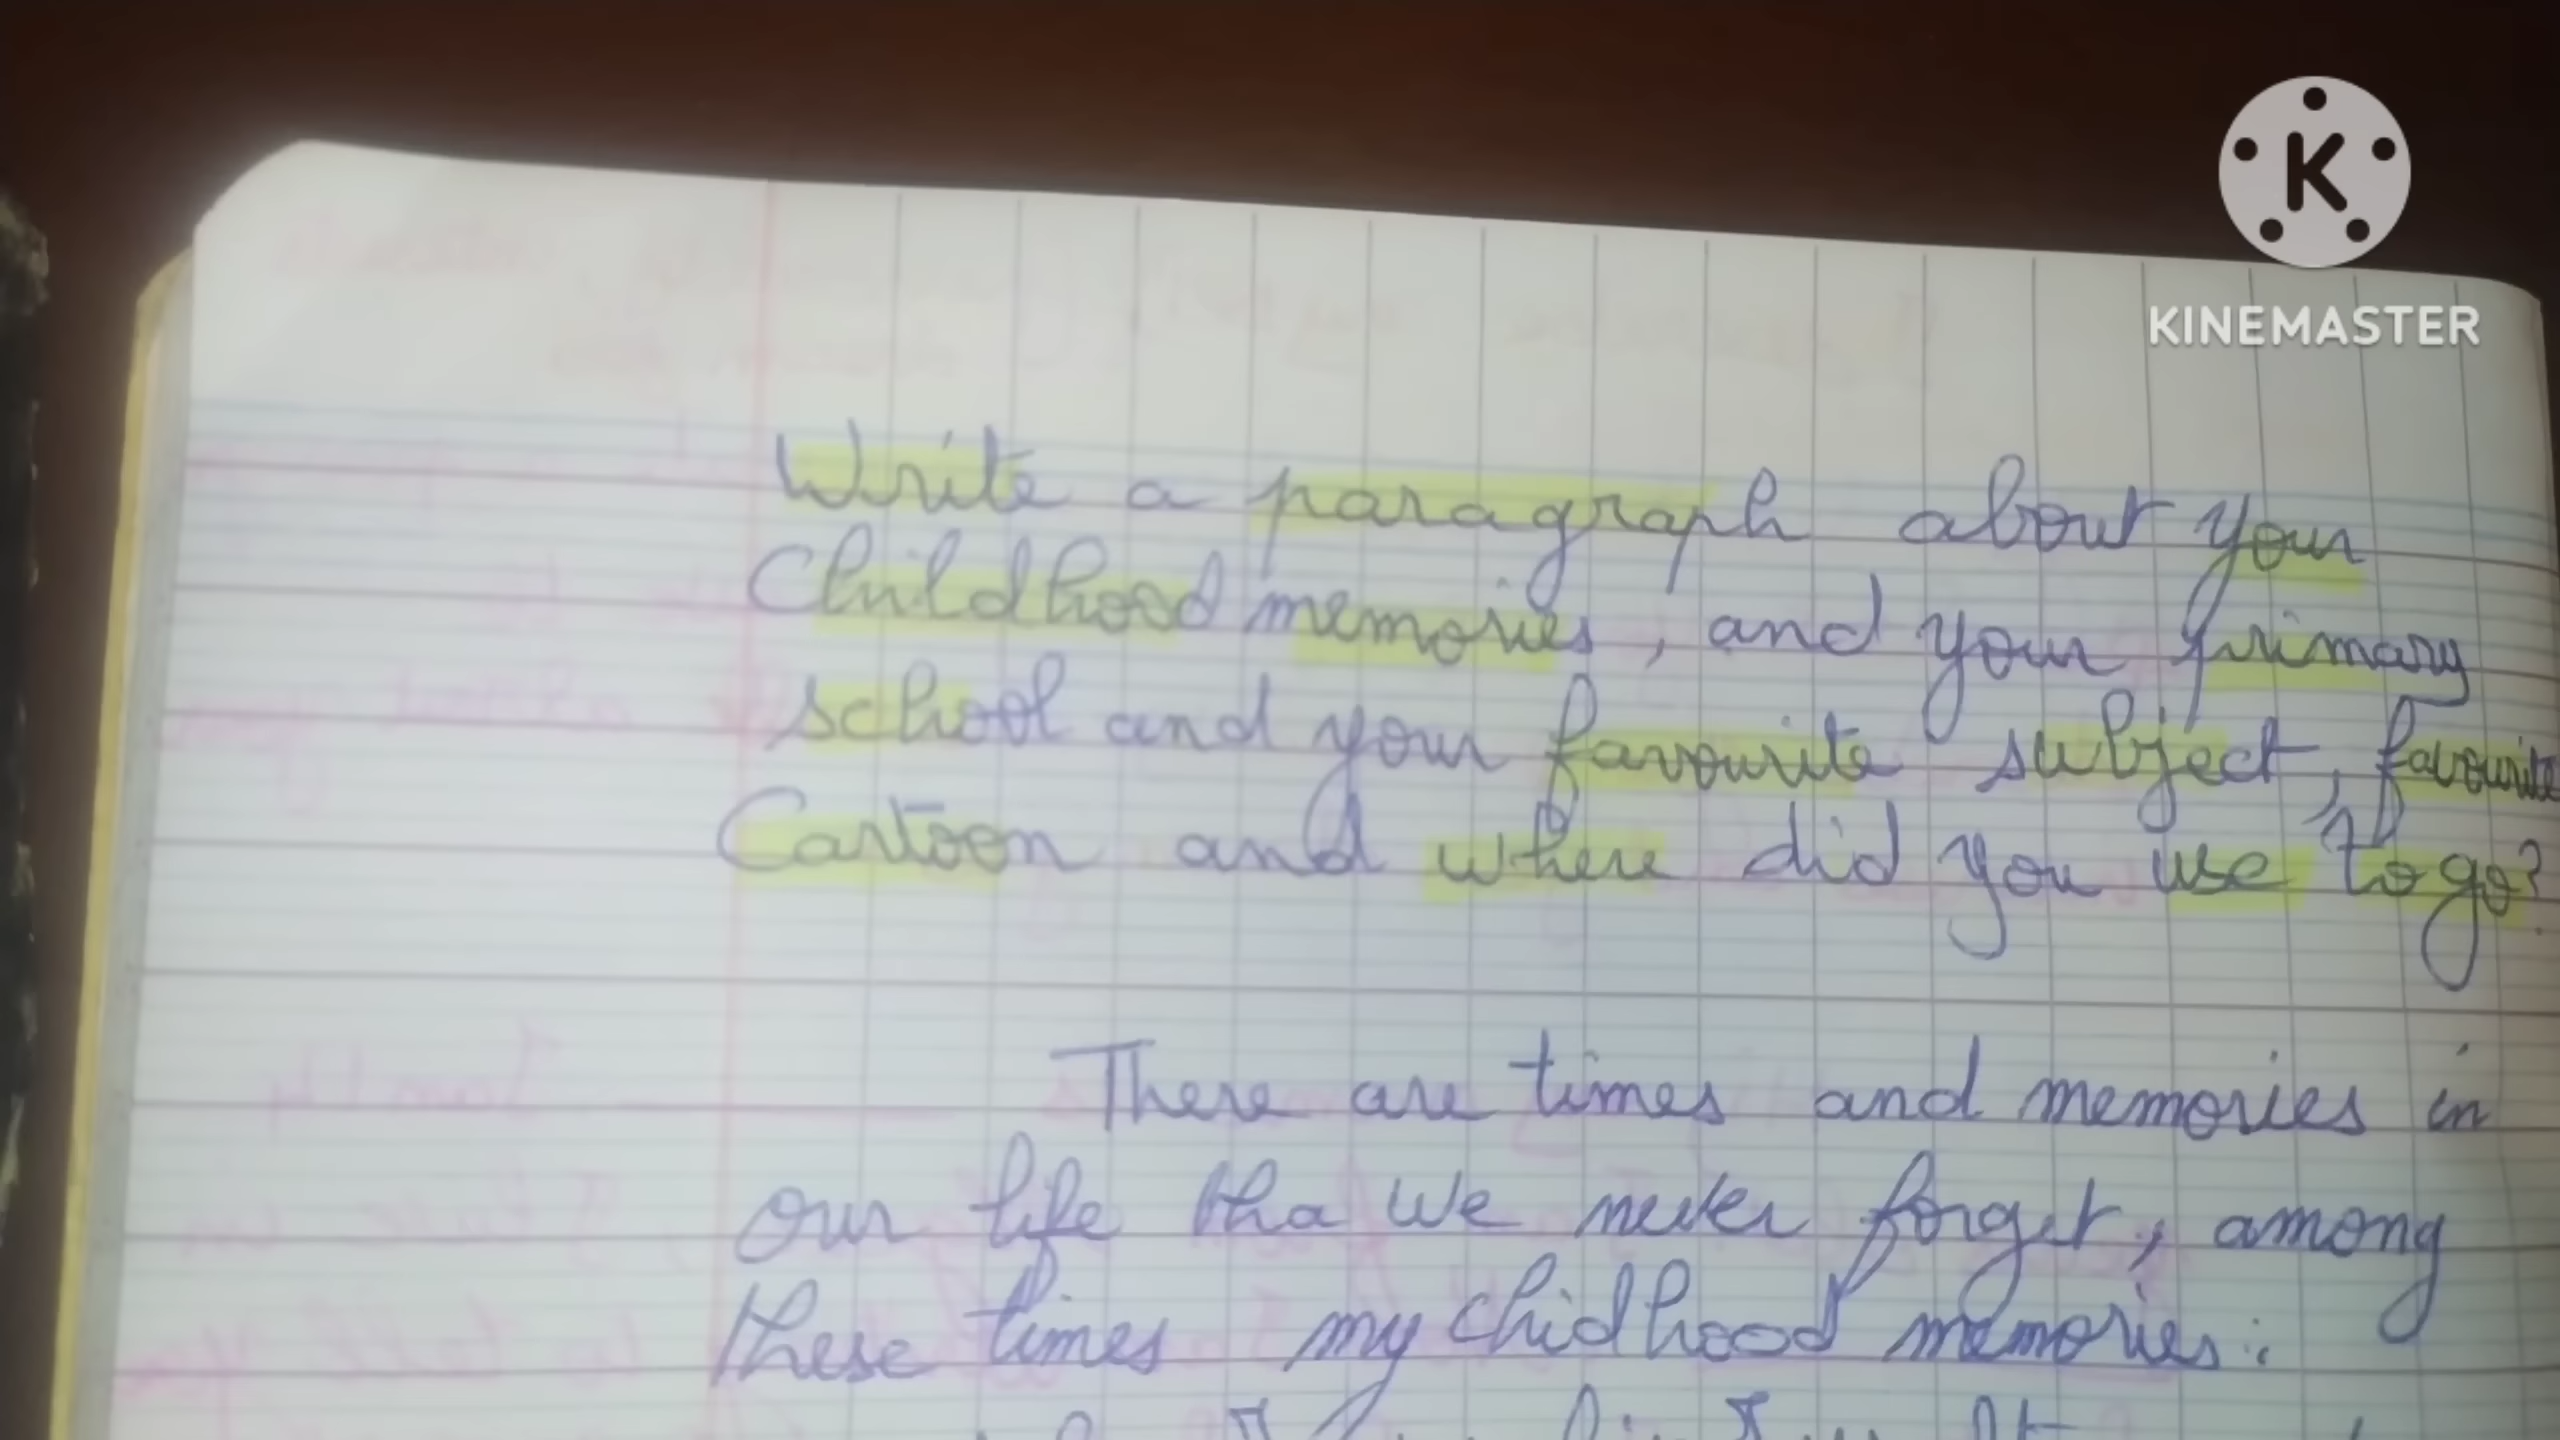 KINEMASTER
Write a paragraph about your
Childhood memories, and your primary
school and your favourite subject, favourite
Cartoon and where did you use to go?
There are times and memories in
our life tha we never forget, among
these times my chidhood memories: